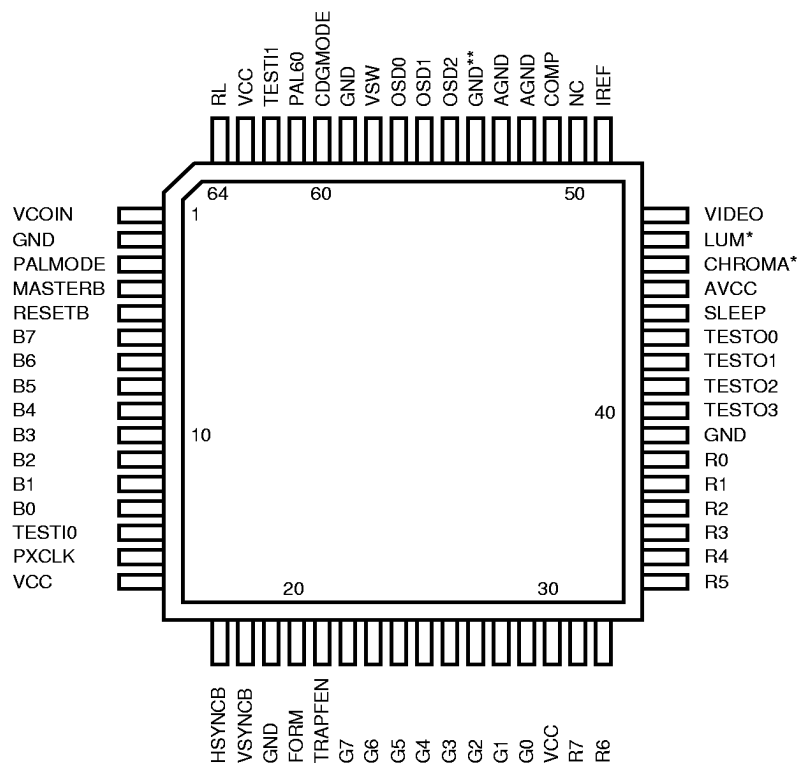 RL VCC TESTI1 PAL60 CDGMODE GND VSW OSD0 OSD1 OSD2 GND** AGND AGND COMP NC IREF
64 60 50
VCOIN 1 VIDEO
GND LUM*
PALMODE CHROMA*
MASTERB AVCC
RESETB SLEEP
B7 TESTO0
B6 TESTO1
B5 TESTO2
B4 40 TESTO3
B3 10 GND
B2 R0
B1 R1
B0 R2
TESTI0 R3
PXCLK R4
VCC R5
20 30
HSYNCB VSYNCB GND FORM TRAPFEN G7 G6 G5 G4 G3 G2 G1 G0 VCC R7 R6